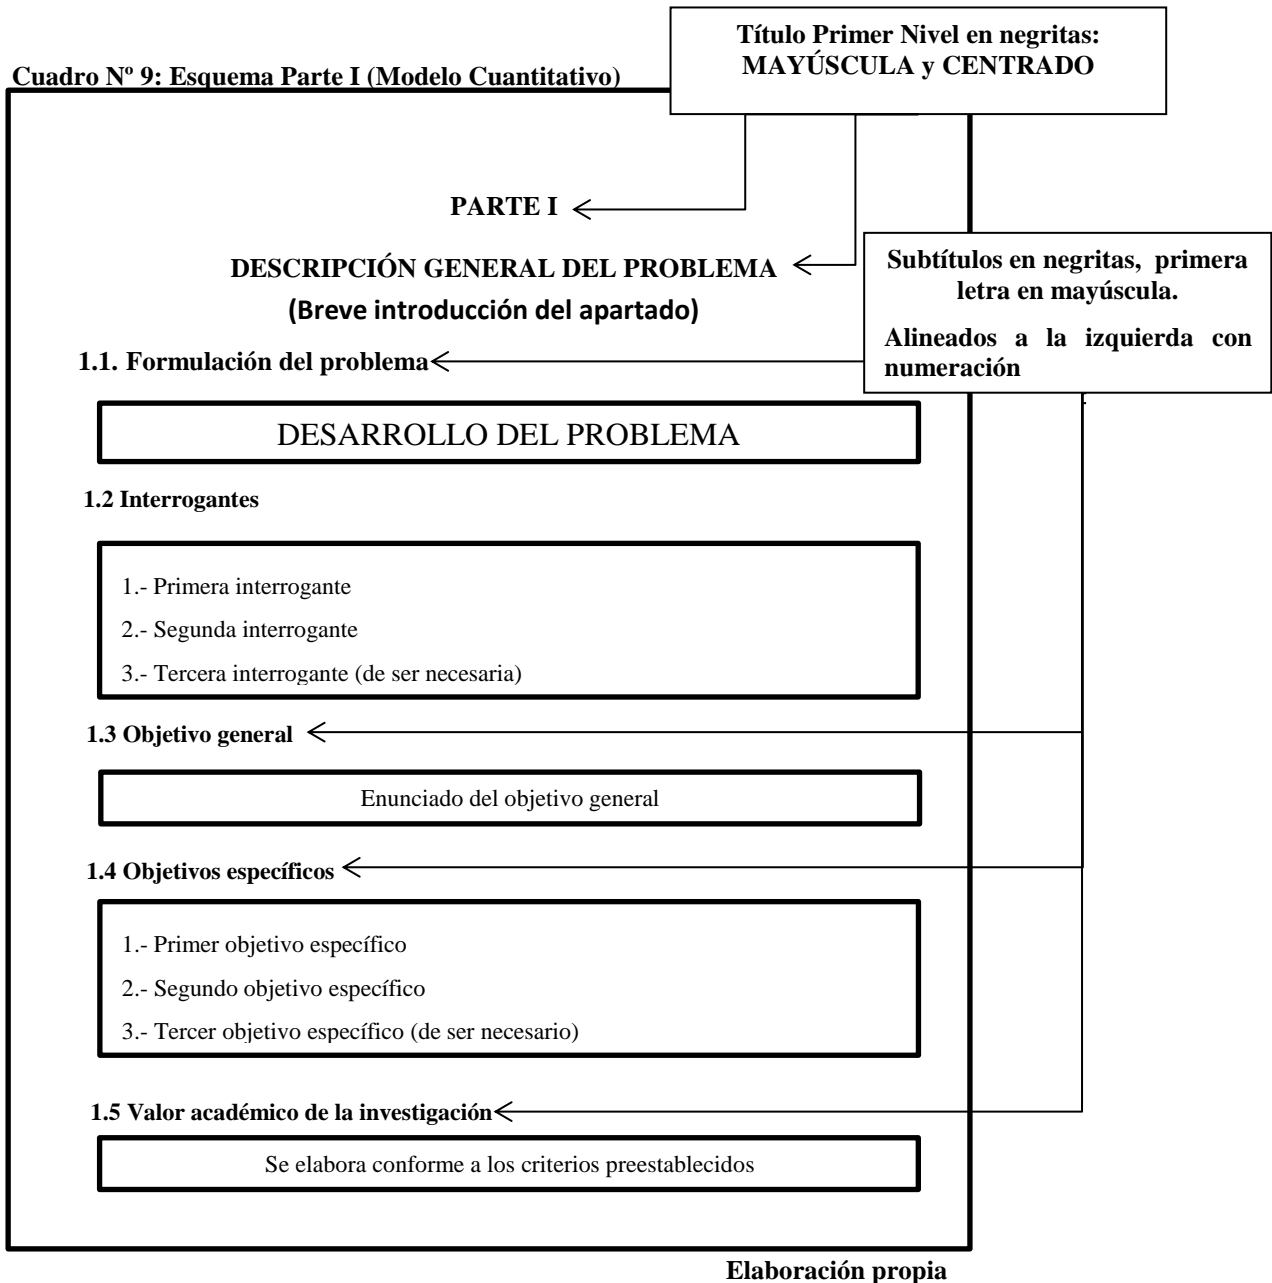 Título Primer Nivel en negritas:
MAYÚSCULA y CENTRADO
Cuadro Nº 9: Esquema Parte I (Modelo Cuantitativo)
PARTE I
DESCRIPCIÓN GENERAL DEL PROBLEMA
(Breve introducción del apartado)
Subtítulos en negritas, primera
letra en mayúscula.
Alineados a la izquierda con
numeración
1.1. Formulación del problema
DESARROLLO DEL PROBLEMA
1.2 Interrogantes
1.- Primera interrogante
2.- Segunda interrogante
3.- Tercera interrogante (de ser necesaria)
1.3 Objetivo general
Enunciado del objetivo general
1.4 Objetivos específicos
1.- Primer objetivo específico
2.- Segundo objetivo específico
3.- Tercer objetivo específico (de ser necesario)
1.5 Valor académico de la investigación
Se elabora conforme a los criterios preestablecidos
Elaboración propia